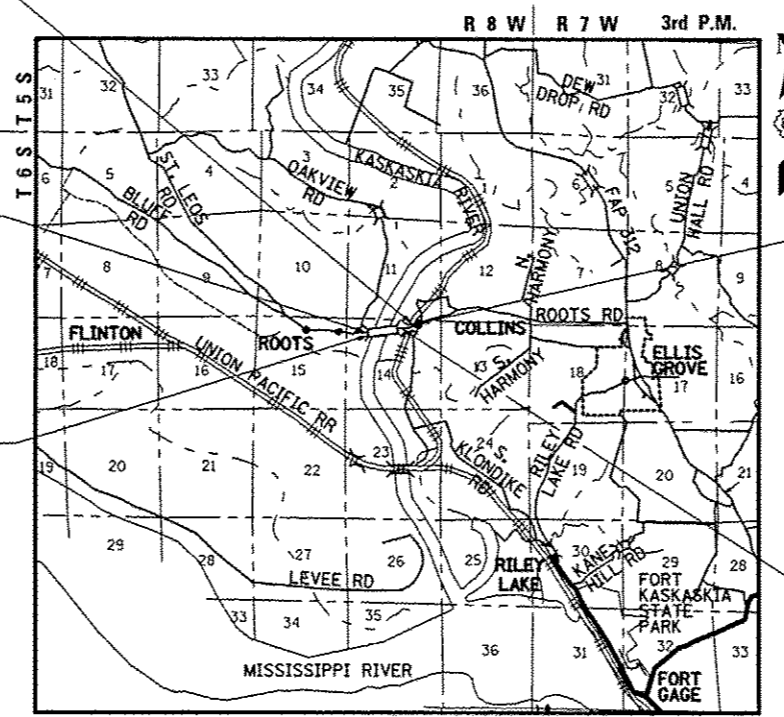 R 8 W R 7 W 3rd P.M.
N
T5S
T6S
31 32 33 34 35 36 31 32 33
DEW
DROP RD
6 5 4 3 2 1 6 5 4
ST. LEOS
RD
BLUFF
RD
OAKVIEW
RD
KASKASKIA RIVER
FAP 312
UNION
HALL RD
7 8 9 10 11 12 7 8 9
N.
HARMONY
FLINTON
ROOTS
COLLINS
ROOTS RD
UNION PACIFIC RR
18 17 16 15 14 13 18 17 16
S.
HARMONY
ELLIS
GROVE
19 20 21 22 23 24 19 20 21
S.
KLONDIKE
RD
RILEY
LAKE RD
29 28 27 26 25 30 29 28
LEVEE RD
RILEY
LAKE
KANE
HILL RD
FORT
KASKASKIA
STATE
PARK
33 34 35 36 31 32 33
MISSISSIPPI RIVER
FORT
GAGE